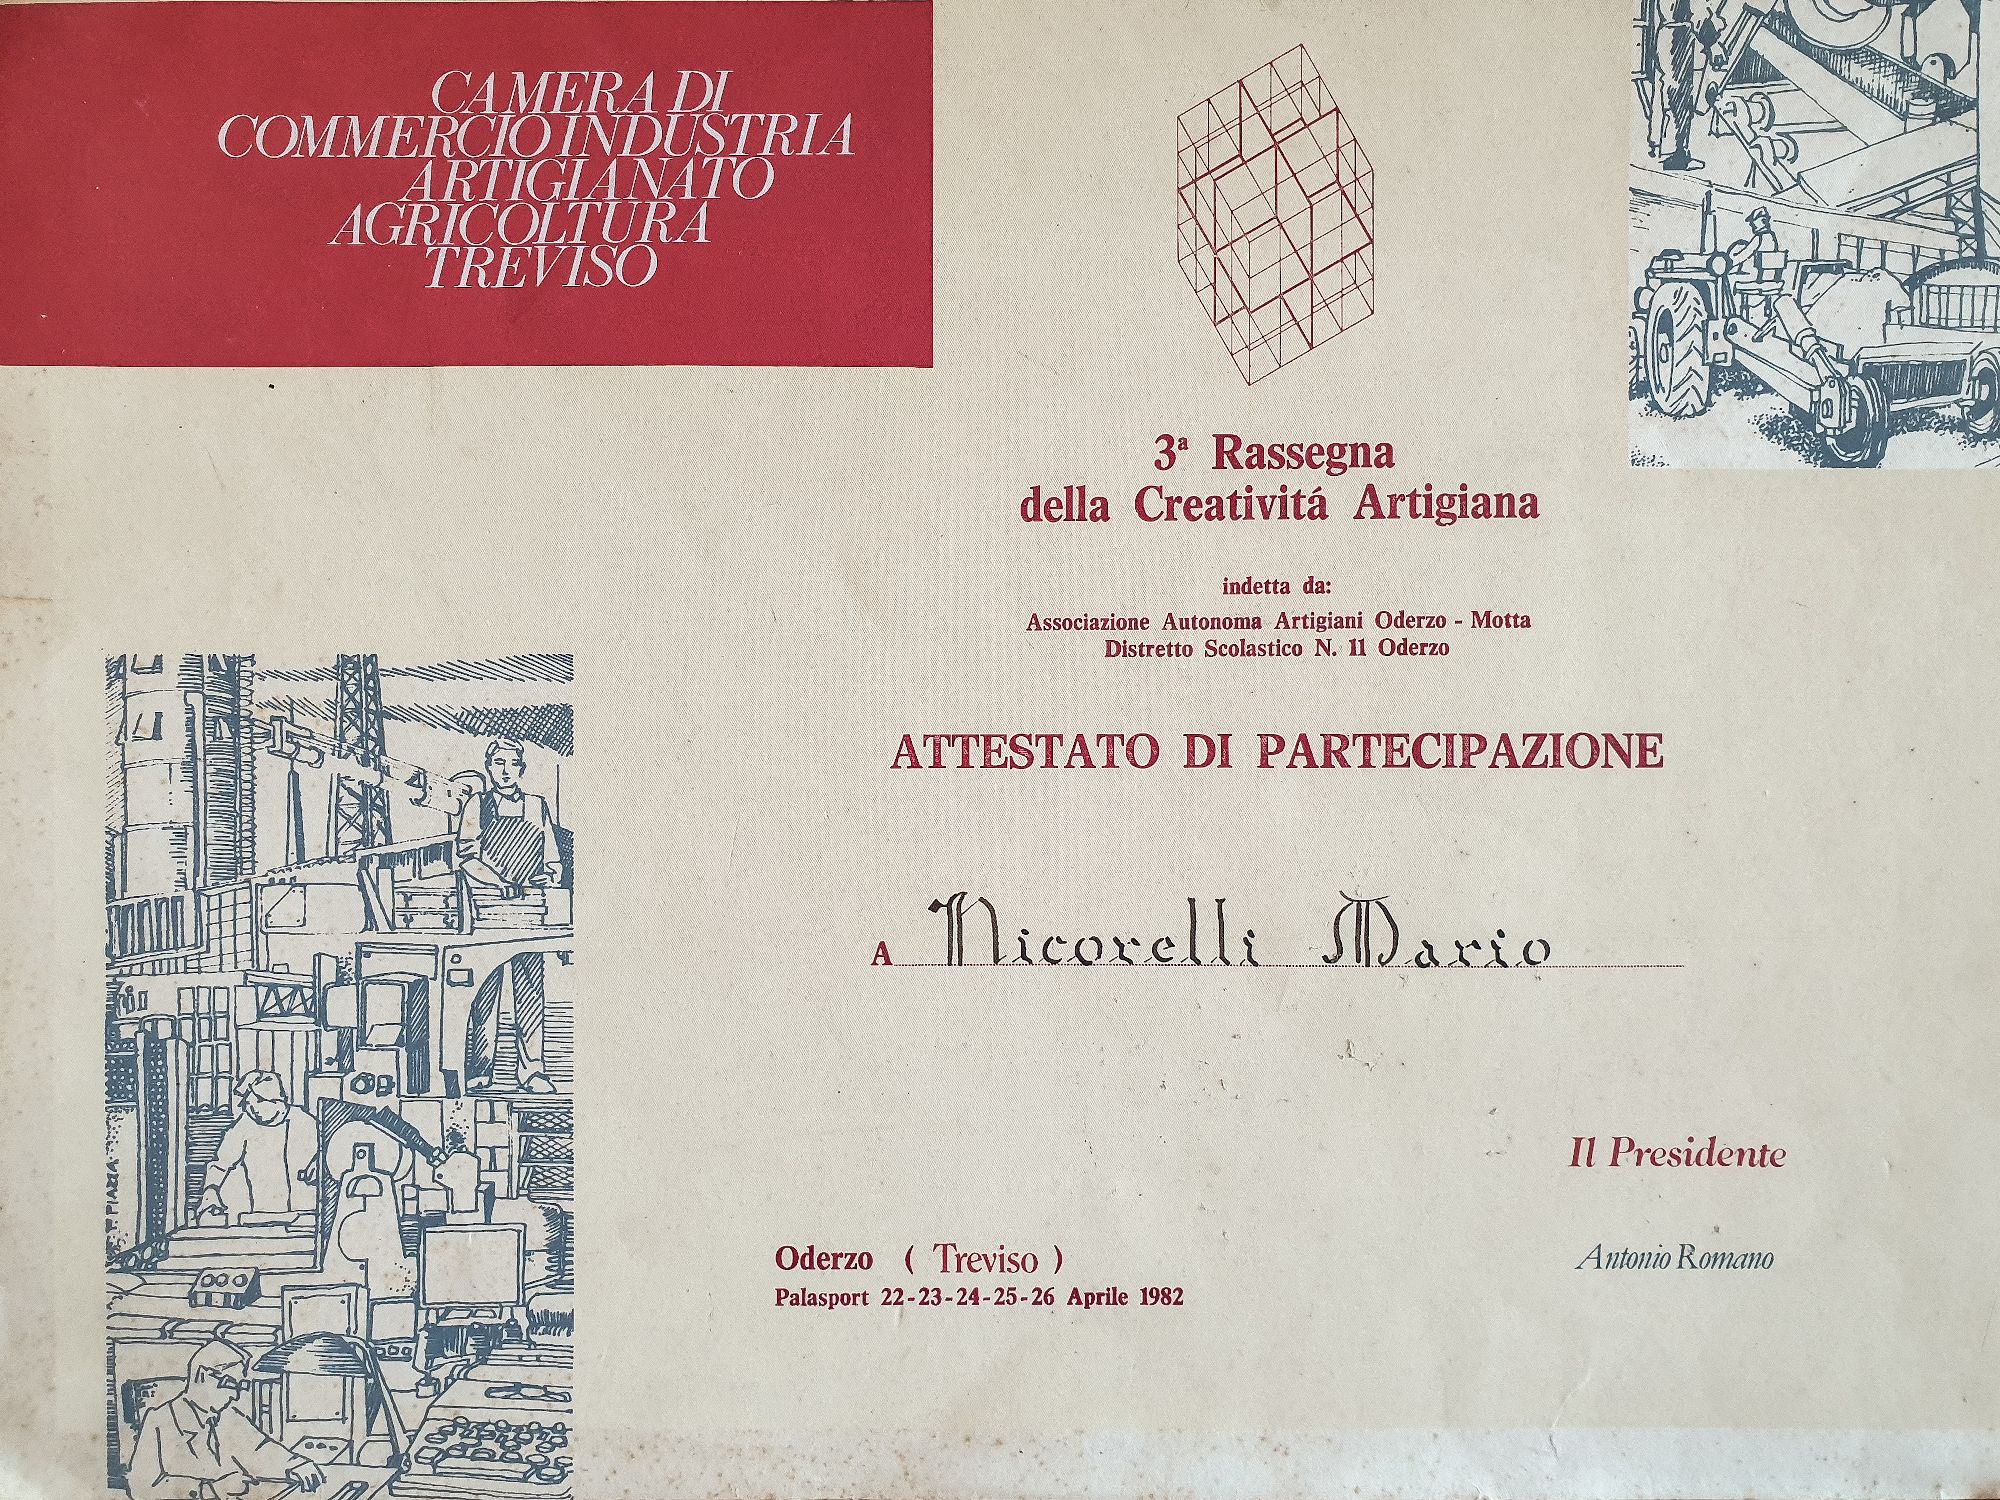 CAMERA DI
COMMERCIO INDUSTRIA
ARTIGIANATO
AGRICOLTURA
TREVISO
3ª Rassegna
della Creativitá Artigiana
indetta da:
Associazione Autonoma Artigiani Oderzo - Motta
Distretto Scolastico N. 11 Oderzo
ATTESTATO DI PARTECIPAZIONE
A Nicorelli Mario
Il Presidente
Antonio Romano
Oderzo ( Treviso )
Palasport 22-23-24-25-26 Aprile 1982
T. PIAZZA